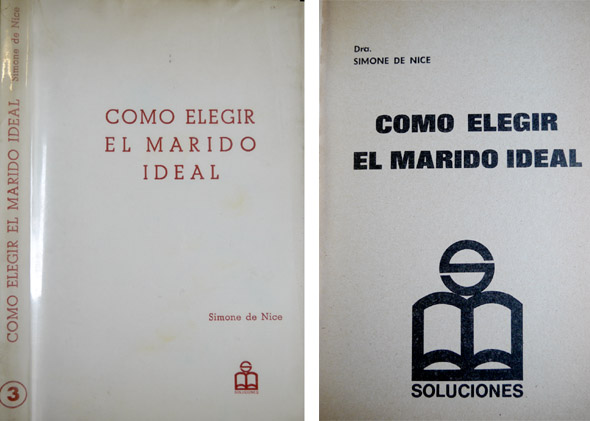 COMO ELEGIR EL MARIDO IDEAL Simone de Nice
3
COMO ELEGIR
EL MARIDO
IDEAL
Simone de Nice
SOLUCIONES
Dra.
SIMONE DE NICE
COMO ELEGIR
EL MARIDO IDEAL
S
SOLUCIONES